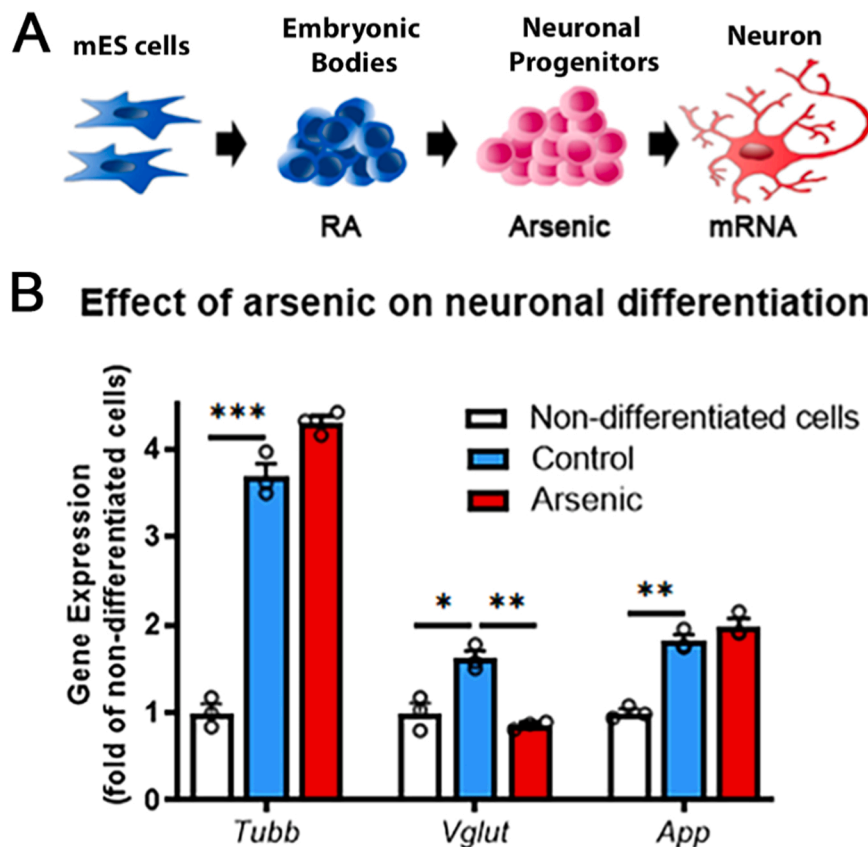 A
mES cells
Embryonic
Bodies
Neuronal
Progenitors
Neuron
RA
Arsenic
mRNA
B
Effect of arsenic on neuronal differentiation
Gene Expression
(fold of non-differentiated cells)
4
3
2
1
0
***
*
**
**
Non-differentiated cells
Control
Arsenic
Tubb
Vglut
App